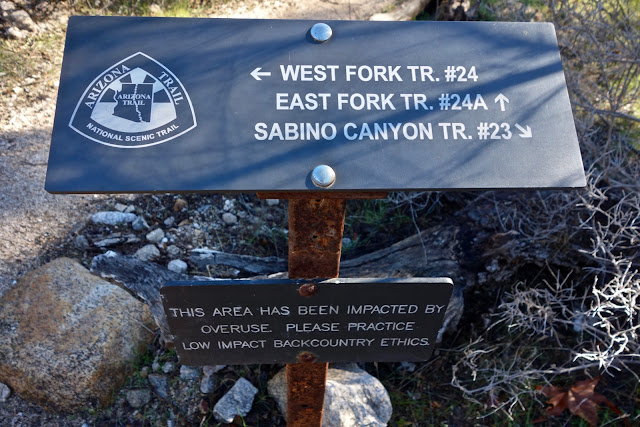 ARIZONA TRAIL
ARIZONA
TRAIL
NATIONAL SCENIC TRAIL
← WEST FORK TR. #24
EAST FORK TR. #24A ↑
SABINO CANYON TR. #23 ↘
THIS AREA HAS BEEN IMPACTED BY
OVERUSE. PLEASE PRACTICE
LOW IMPACT BACKCOUNTRY ETHICS.